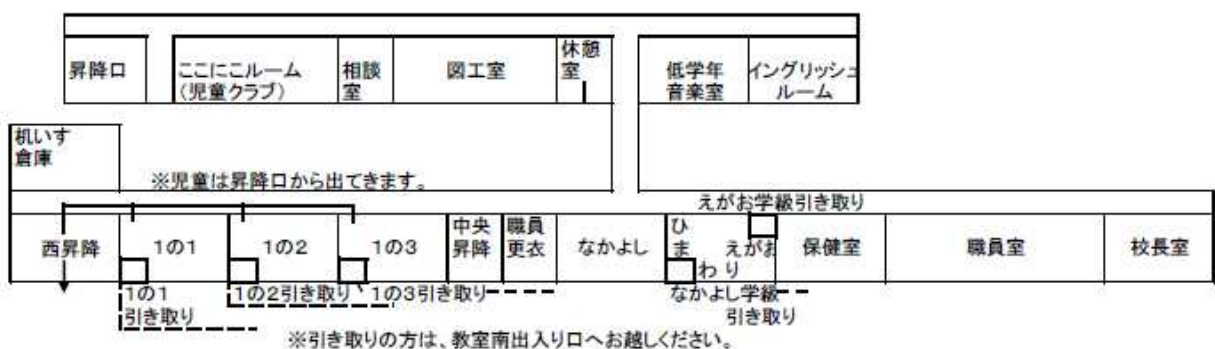 昇降口
ここにこルーム
(児童クラブ)
相談
室
図工室
休憩
室
低学年
音楽室
イングリッシュ
ルーム
机いす
倉庫
※児童は昇降口から出てきます。
えがお学級引き取り
西昇降
1の1
1の2
1の3
中央
昇降
職員
更衣
なかよし
ひ
ま
わ り
えがお
保健室
職員室
校長室
1の1
引き取り
1の2引き取り
1の3引き取り
なかよし学級
引き取り
※引き取りの方は、教室南出入り口へお越しください。